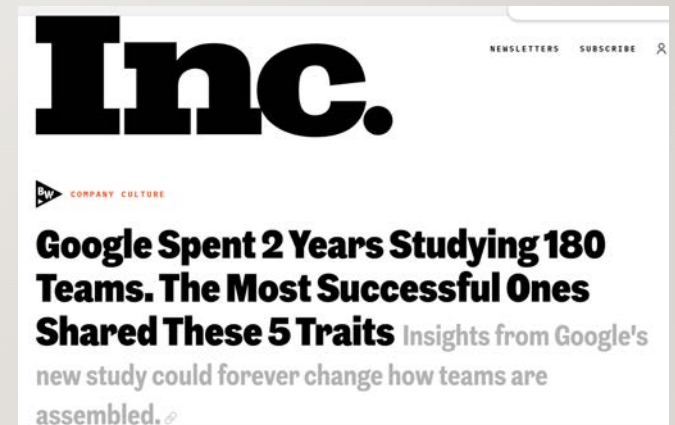 Inc.
NEWSLETTERS SUBSCRIBE
BW COMPANY CULTURE
Google Spent 2 Years Studying 180
Teams. The Most Successful Ones
Shared These 5 Traits Insights from Google's
new study could forever change how teams are
assembled.